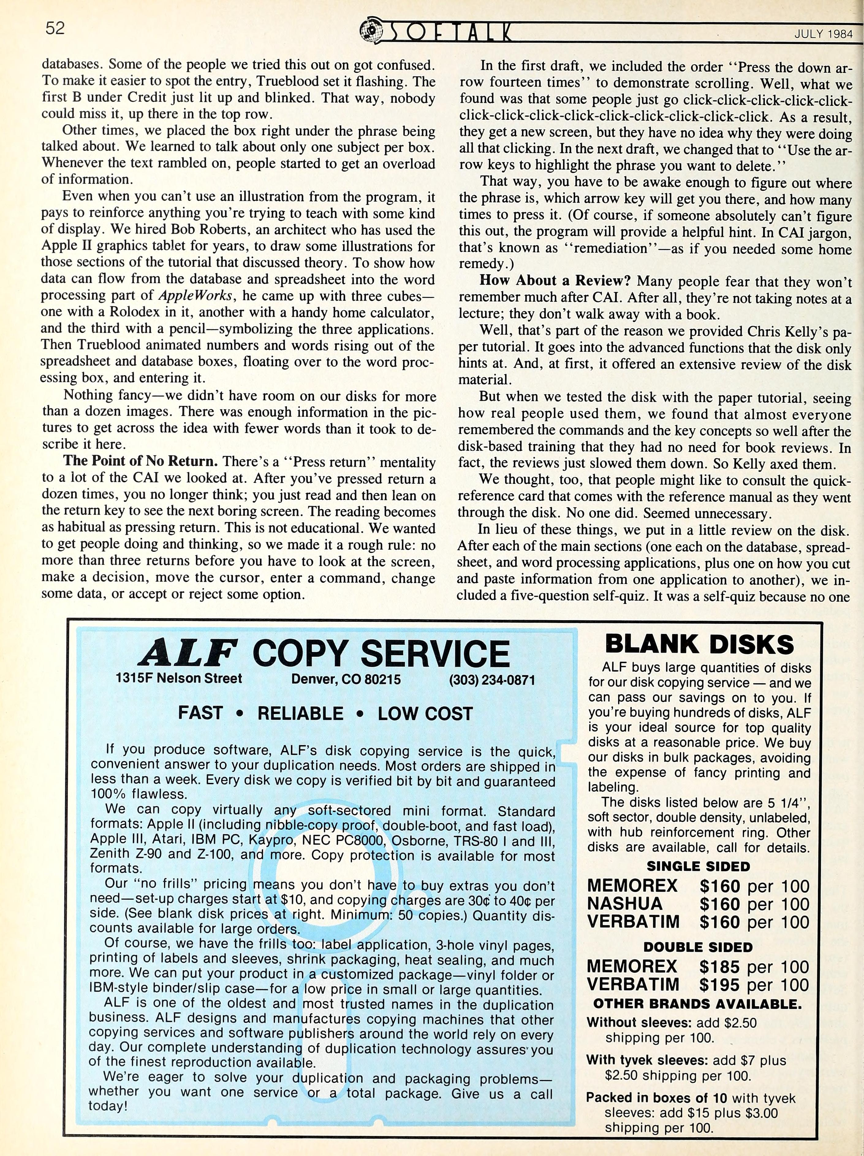 52
SOFTALK
JULY 1984
databases. Some of the people we tried this out on got confused.
To make it easier to spot the entry, Trueblood set it flashing. The
first B under Credit just lit up and blinked. That way, nobody
could miss it, up there in the top row.
Other times, we placed the box right under the phrase being
talked about. We learned to talk about only one subject per box.
Whenever the text rambled on, people started to get an overload
of information.
Even when you can't use an illustration from the program, it
pays to reinforce anything you're trying to teach with some kind
of display. We hired Bob Roberts, an architect who has used the
Apple II graphics tablet for years, to draw some illustrations for
those sections of the tutorial that discussed theory. To show how
data can flow from the database and spreadsheet into the word
processing part of AppleWorks, he came up with three cubes—
one with a Rolodex in it, another with a handy home calculator,
and the third with a pencil—symbolizing the three applications.
Then Trueblood animated numbers and words rising out of the
spreadsheet and database boxes, floating over to the word proc-
essing box, and entering it.
Nothing fancy—we didn't have room on our disks for more
than a dozen images. There was enough information in the pic-
tures to get across the idea with fewer words than it took to de-
scribe it here.
The Point of No Return. There's a ''Press return'' mentality
to a lot of the CAI we looked at. After you've pressed return a
dozen times, you no longer think; you just read and then lean on
the return key to see the next boring screen. The reading becomes
as habitual as pressing return. This is not educational. We wanted
to get people doing and thinking, so we made it a rough rule: no
more than three returns before you have to look at the screen,
make a decision, move the cursor, enter a command, change
some data, or accept or reject some option.
In the first draft, we included the order ''Press the down ar-
row fourteen times'' to demonstrate scrolling. Well, what we
found was that some people just go click-click-click-click-click-
click-click-click-click-click-click-click-click-click. As a result,
they get a new screen, but they have no idea why they were doing
all that clicking. In the next draft, we changed that to ''Use the ar-
row keys to highlight the phrase you want to delete.''
That way, you have to be awake enough to figure out where
the phrase is, which arrow key will get you there, and how many
times to press it. (Of course, if someone absolutely can't figure
this out, the program will provide a helpful hint. In CAI jargon,
that's known as ''remediation''—as if you needed some home
remedy.)
How About a Review? Many people fear that they won't
remember much after CAI. After all, they're not taking notes at a
lecture; they don't walk away with a book.
Well, that's part of the reason we provided Chris Kelly's pa-
per tutorial. It goes into the advanced functions that the disk only
hints at. And, at first, it offered an extensive review of the disk
material.
But when we tested the disk with the paper tutorial, seeing
how real people used them, we found that almost everyone
remembered the commands and the key concepts so well after the
disk-based training that they had no need for book reviews. In
fact, the reviews just slowed them down. So Kelly axed them.
We thought, too, that people might like to consult the quick-
reference card that comes with the reference manual as they went
through the disk. No one did. Seemed unnecessary.
In lieu of these things, we put in a little review on the disk.
After each of the main sections (one each on the database, spread-
sheet, and word processing applications, plus one on how you cut
and paste information from one application to another), we in-
cluded a five-question self-quiz. It was a self-quiz because no one
ALF COPY SERVICE
1315F Nelson Street Denver, CO 80215 (303) 234-0871
FAST • RELIABLE • LOW COST
If you produce software, ALF's disk copying service is the quick,
convenient answer to your duplication needs. Most orders are shipped in
less than a week. Every disk we copy is verified bit by bit and guaranteed
100% flawless.
We can copy virtually any soft-sectored mini format. Standard
formats: Apple II (including nibble-copy proof, double-boot, and fast load),
Apple III, Atari, IBM PC, Kaypro, NEC PC8000, Osborne, TRS-80 I and III,
Zenith Z-90 and Z-100, and more. Copy protection is available for most
formats.
Our "no frills" pricing means you don't have to buy extras you don't
need—set-up charges start at $10, and copying charges are 30¢ to 40¢ per
side. (See blank disk prices at right. Minimum: 50 copies.) Quantity dis-
counts available for large orders.
Of course, we have the frills too: label application, 3-hole vinyl pages,
printing of labels and sleeves, shrink packaging, heat sealing, and much
more. We can put your product in a customized package—vinyl folder or
IBM-style binder/slip case—for a low price in small or large quantities.
ALF is one of the oldest and most trusted names in the duplication
business. ALF designs and manufactures copying machines that other
copying services and software publishers around the world rely on every
day. Our complete understanding of duplication technology assures you
of the finest reproduction available.
We're eager to solve your duplication and packaging problems—
whether you want one service or a total package. Give us a call
today!
BLANK DISKS
ALF buys large quantities of disks
for our disk copying service — and we
can pass our savings on to you. If
you're buying hundreds of disks, ALF
is your ideal source for top quality
disks at a reasonable price. We buy
our disks in bulk packages, avoiding
the expense of fancy printing and
labeling.
The disks listed below are 5 1/4'',
soft sector, double density, unlabeled,
with hub reinforcement ring. Other
disks are available, call for details.
SINGLE SIDED
MEMOREX $160 per 100
NASHUA $160 per 100
VERBATIM $160 per 100
DOUBLE SIDED
MEMOREX $185 per 100
VERBATIM $195 per 100
OTHER BRANDS AVAILABLE.
Without sleeves: add $2.50
shipping per 100.
With tyvek sleeves: add $7 plus
$2.50 shipping per 100.
Packed in boxes of 10 with tyvek
sleeves: add $15 plus $3.00
shipping per 100.